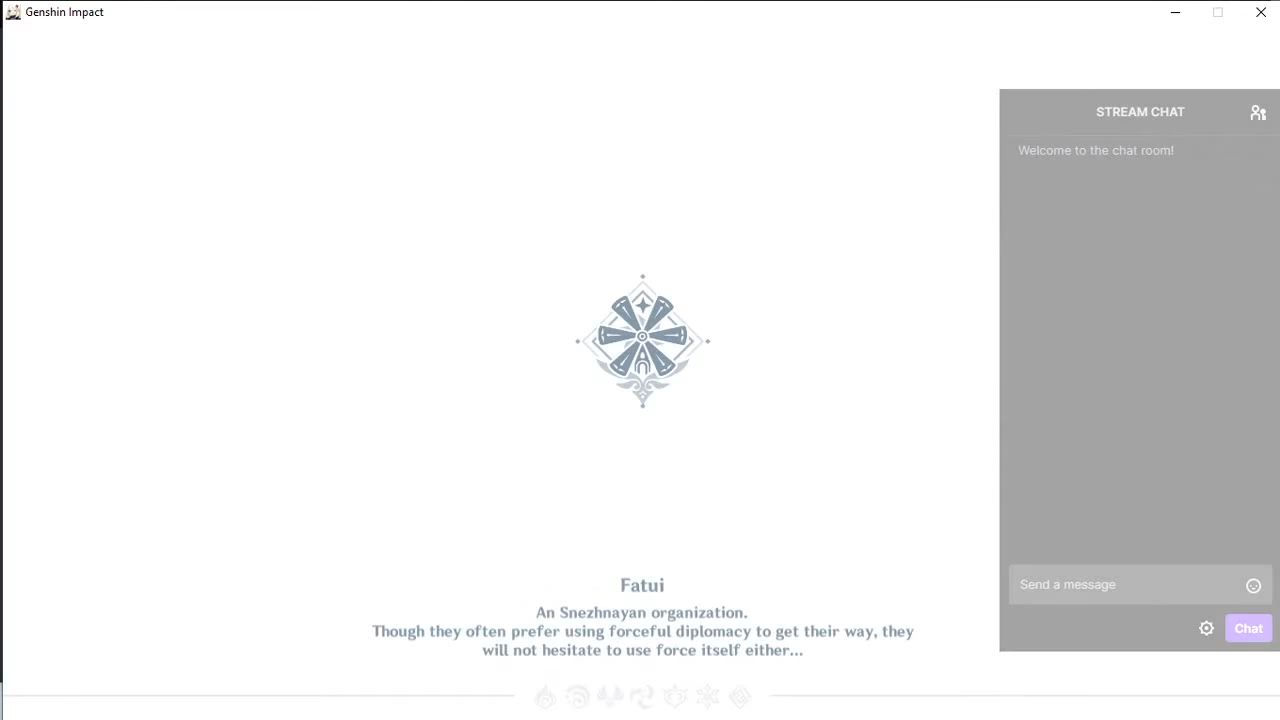 Genshin Impact
STREAM CHAT
Welcome to the chat room!
Fatui
An Snezhnayan organization.
Though they often prefer using forceful diplomacy to get their way, they
will not hesitate to use force itself either...
Send a message
Chat